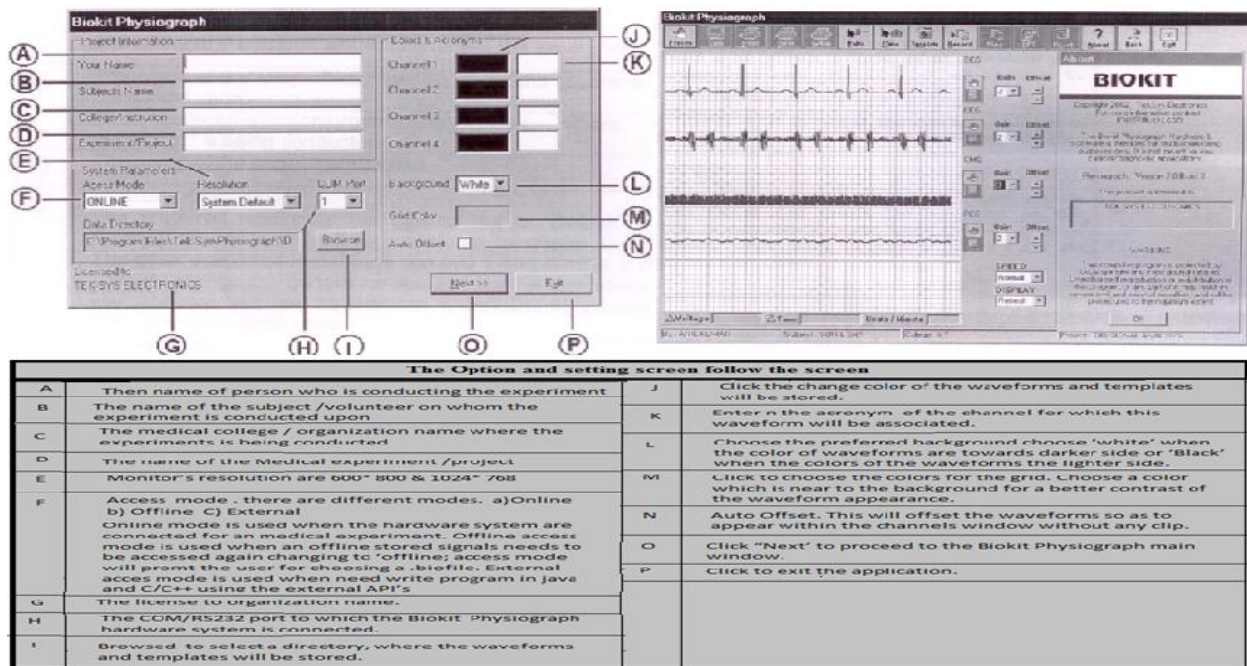 Biokit Physiograph
Project Information
A
Your Name
B
Subjects Name
C
College/Instituion
D
Experiment/Project
E
System Parameters
Acess Mode
Resolution
COM Port
F
ONLINE
System Default
1
Data Directory
Browse
Licensed to
TEK-SYS ELECTRONICS
Colors & Acronyms
J
Channel 1
K
Channel 2
Channel 3
Channel 4
Background
White
L
Grid Color
M
Auto Offset
N
Next >>
Exit
G
H
I
O
P
Biokit Physiograph
Template
Record
About
Back
Exit
ECG
Gain
Offset
2
EEG
2
EMG
Gain
Offset
PCG
Gain
Offset
2
SPEED
Normal
DISPLAY
About
BIOKIT
WARNING
OK
The Option and setting screen follow the screen
A
Then name of person who is conducting the experiment
B
The name of the subject /volunteer on whom the
experiment is conducted upon
C
The medical college / organization name where the
experiments is being conducted
D
The name of the Medical experiment /project
E
Monitor's resolution are 600* 800 & 1024* 768
F
Access mode . there are different modes. a)Online
b) Offline C) External
Online mode is used when the hardware system are
connected for an medical experiment. Offline access
mode is used when an offline stored signals needs to
be accessed again changing to 'offline; access mode
will promt the user for choosing a .biofile. External
acces mode is used when need write program in java
and C/C++ using the external API's
G
The license to organization name.
H
The COM/RS232 port to which the Biokit Physiograph
hardware system is connected.
I
Browsed to select a directory, where the waveforms
and templates will be stored.
J
Click the change color of the waveforms and templates
will be stored.
K
Enter n the acronym of the channel for which this
waveform will be associated.
L
Choose the preferred background choose 'white' when
the color of waveforms are towards darker side or 'Black'
when the colors of the waveforms the lighter side.
M
Click to choose the colors for the grid. Choose a color
which is near to the background for a better contrast of
the waveform appearance.
N
Auto Offset. This will offset the waveforms so as to
appear within the channels window without any clip.
O
Click "Next' to proceed to the Biokit Physiograph main
window.
P
Click to exit the application.